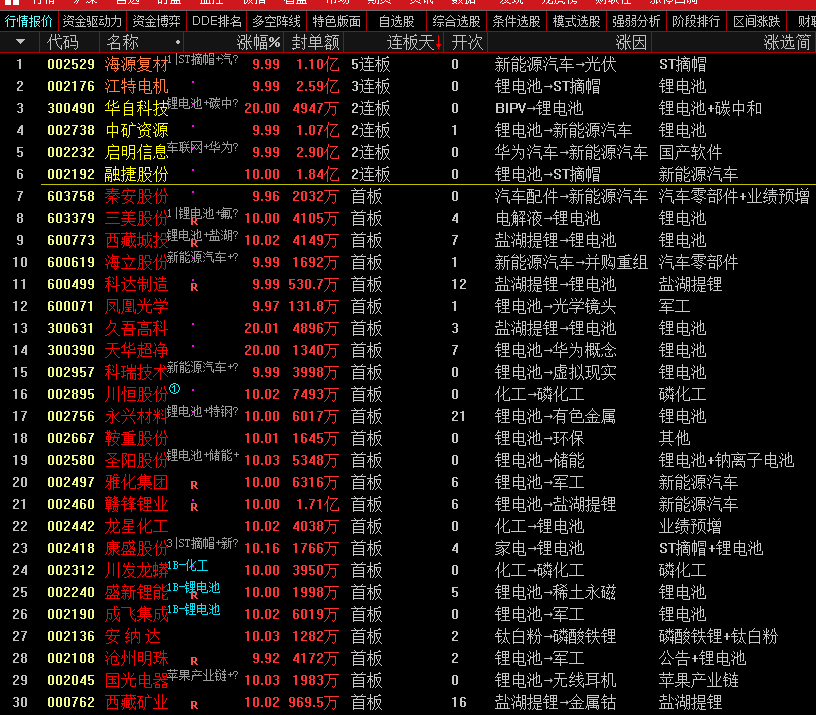 行情报价 资金驱动力 资金博弈 DDE排名 多空阵线 特色版面 自选股 综合选股 条件选股 模式选股 强弱分析 阶段排行 区间涨跌 财
代码 名称 涨幅% 封单额 连板天↓ 开次 涨因 涨选简
1 002529 海源复材 1|ST摘帽+汽? 9.99 1.10亿 5连板 0 新能源汽车→光伏 ST摘帽
2 002176 江特电机 9.99 2.59亿 3连板 0 锂电池→ST摘帽 锂电池
3 300490 华自科技 锂电池+碳中? 20.00 4947万 2连板 0 BIPV→锂电池 锂电池+碳中和
4 002738 中矿资源 9.99 1.07亿 2连板 1 锂电池→新能源汽车 锂电池
5 002232 启明信息 车联网+华为? 9.99 2.90亿 2连板 0 华为汽车→新能源汽车 国产软件
6 002192 融捷股份 10.00 1.84亿 2连板 0 锂电池→ST摘帽 新能源汽车
7 603758 秦安股份 9.96 2032万 首板 0 汽车配件→新能源汽车 汽车零部件+业绩预增
8 603379 三美股份 1|锂电池+氟? R 10.00 4105万 首板 4 电解液→锂电池 锂电池
9 600773 西藏城投 锂电池+盐湖? R 10.02 4149万 首板 7 盐湖提锂→锂电池 锂电池
10 600619 海立股份 新能源汽车+? 9.99 1692万 首板 1 新能源汽车→并购重组 汽车零部件
11 600499 科达制造 R 9.99 530.7万 首板 12 盐湖提锂→锂电池 盐湖提锂
12 600071 凤凰光学 9.97 131.8万 首板 1 锂电池→光学镜头 军工
13 300631 久吾高科 20.01 4896万 首板 3 盐湖提锂→锂电池 锂电池
14 300390 天华超净 20.00 1340万 首板 7 锂电池→华为概念 锂电池
15 002957 科瑞技术 新能源汽车+? 9.99 3998万 首板 0 锂电池→虚拟现实 锂电池
16 002895 川恒股份 ① 10.02 7493万 首板 0 化工→磷化工 磷化工
17 002756 永兴材料 锂电池+特钢? 10.00 6017万 首板 21 锂电池→有色金属 锂电池
18 002667 鞍重股份 10.01 1645万 首板 0 锂电池→环保 其他
19 002580 圣阳股份 锂电池+储能+ 10.03 5348万 首板 0 锂电池→储能 锂电池+钠离子电池
20 002497 雅化集团 R 10.00 6316万 首板 6 锂电池→军工 新能源汽车
21 002460 赣锋锂业 R 10.00 1.71亿 首板 6 锂电池→盐湖提锂 新能源汽车
22 002442 龙星化工 10.02 4038万 首板 0 化工→锂电池 业绩预增
23 002418 康盛股份 3|ST摘帽+新? 10.16 1766万 首板 4 家电→锂电池 ST摘帽+锂电池
24 002312 川发龙蟒 1B-化工 10.00 3950万 首板 0 化工→磷化工 磷化工
25 002240 盛新锂能 1B-锂电池 R 10.00 1998万 首板 5 锂电池→稀土永磁 锂电池
26 002190 成飞集成 1B-锂电池 10.02 6019万 首板 0 锂电池→军工 锂电池
27 002136 安 纳 达 10.03 1282万 首板 2 钛白粉→磷酸铁锂 磷酸铁锂+钛白粉
28 002108 沧州明珠 R 9.92 4172万 首板 2 锂电池→军工 公告+锂电池
29 002045 国光电器 苹果产业链+? 10.03 1983万 首板 0 锂电池→无线耳机 苹果产业链
30 000762 西藏矿业 R 10.02 969.5万 首板 16 盐湖提锂→金属钴 盐湖提锂